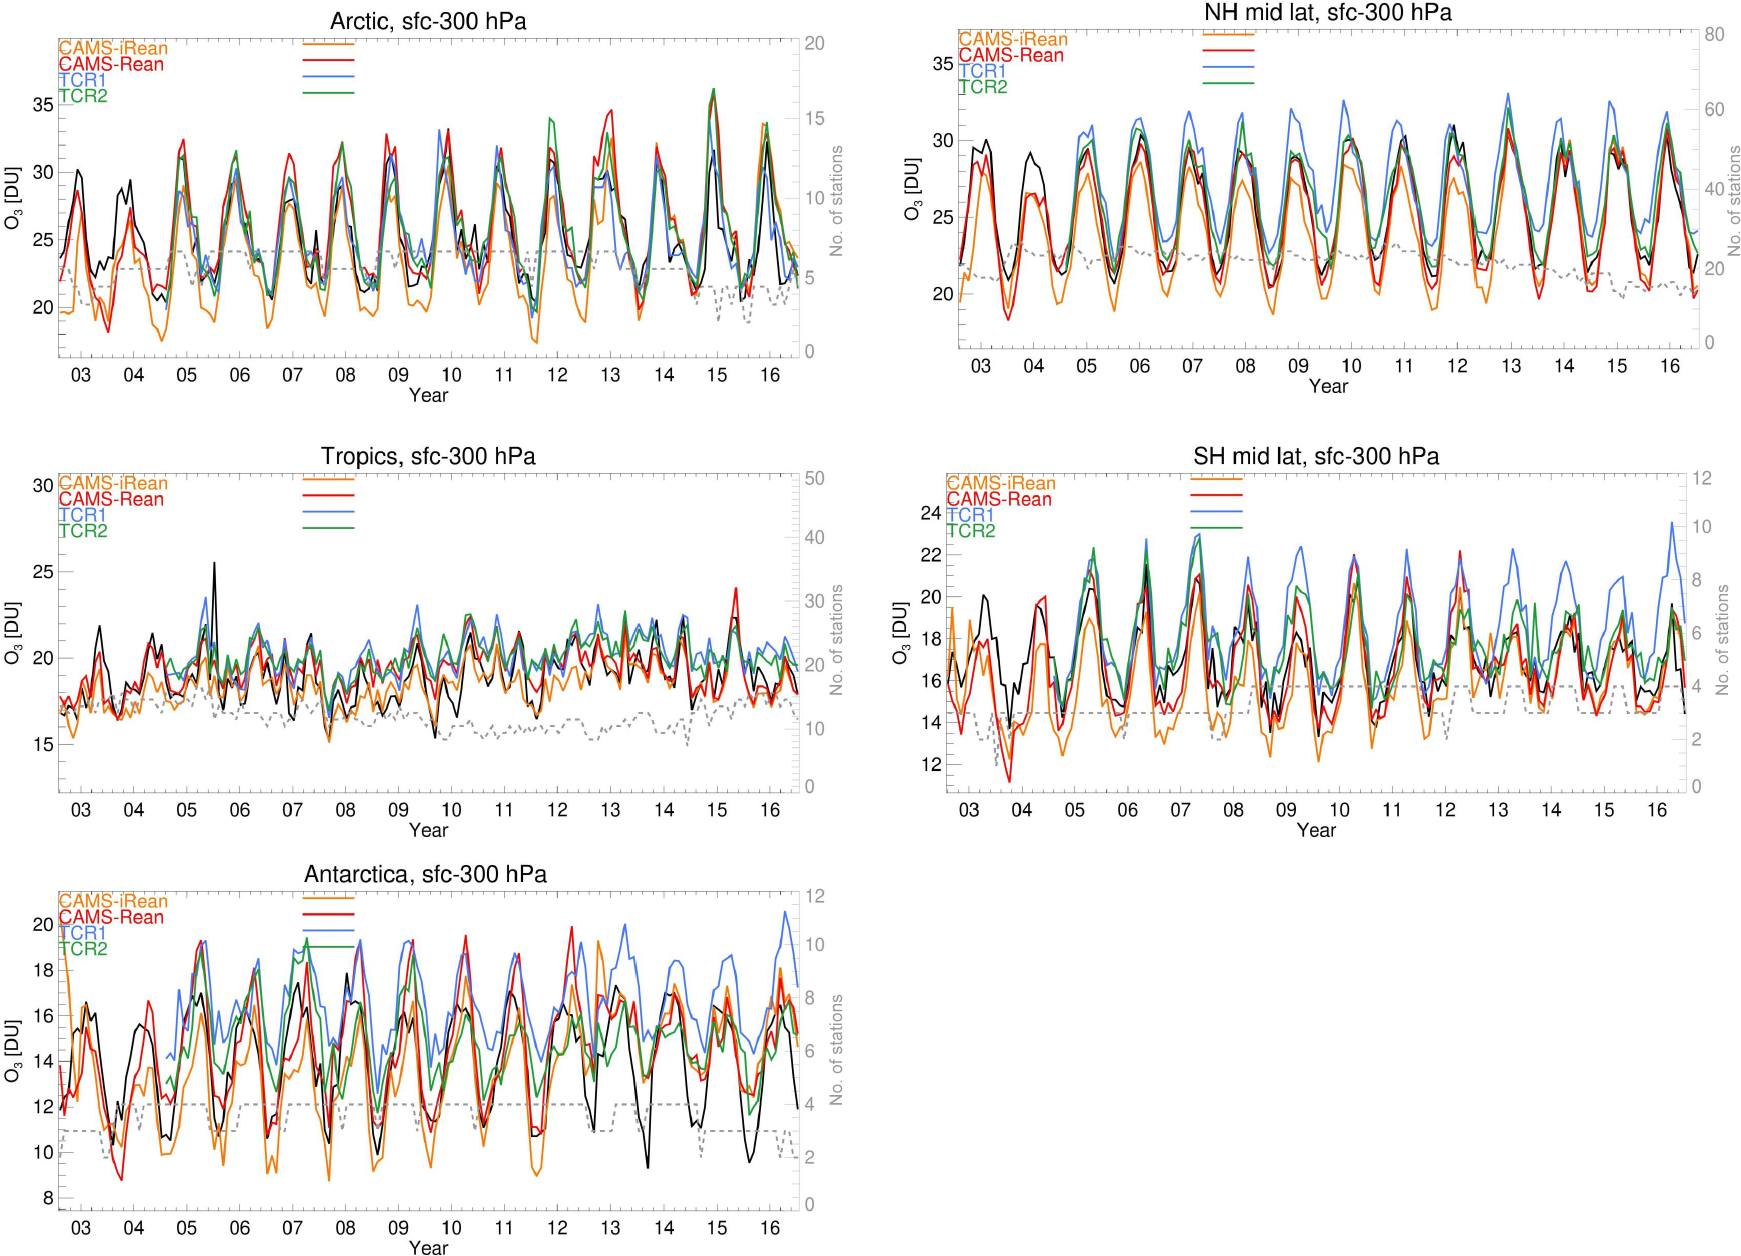 Arctic, sfc-300 hPa
CAMS-iRean
CAMS-Rean
TCR1
TCR2
O3 [DU]
35
30
25
20
20
15
10
5
0
No. of stations
03 04 05 06 07 08 09 10 11 12 13 14 15 16
Year
NH mid lat, sfc-300 hPa
CAMS-iRean
CAMS-Rean
TCR1
TCR2
O3 [DU]
35
30
25
20
80
60
40
20
0
No. of stations
03 04 05 06 07 08 09 10 11 12 13 14 15 16
Year
Tropics, sfc-300 hPa
CAMS-iRean
CAMS-Rean
TCR1
TCR2
O3 [DU]
30
25
20
15
50
40
30
20
10
0
No. of stations
03 04 05 06 07 08 09 10 11 12 13 14 15 16
Year
SH mid lat, sfc-300 hPa
CAMS-iRean
CAMS-Rean
TCR1
TCR2
O3 [DU]
24
22
20
18
16
14
12
12
10
8
6
4
2
0
No. of stations
03 04 05 06 07 08 09 10 11 12 13 14 15 16
Year
Antarctica, sfc-300 hPa
CAMS-iRean
CAMS-Rean
TCR1
TCR2
O3 [DU]
20
18
16
14
12
10
8
12
10
8
6
4
2
0
No. of stations
03 04 05 06 07 08 09 10 11 12 13 14 15 16
Year